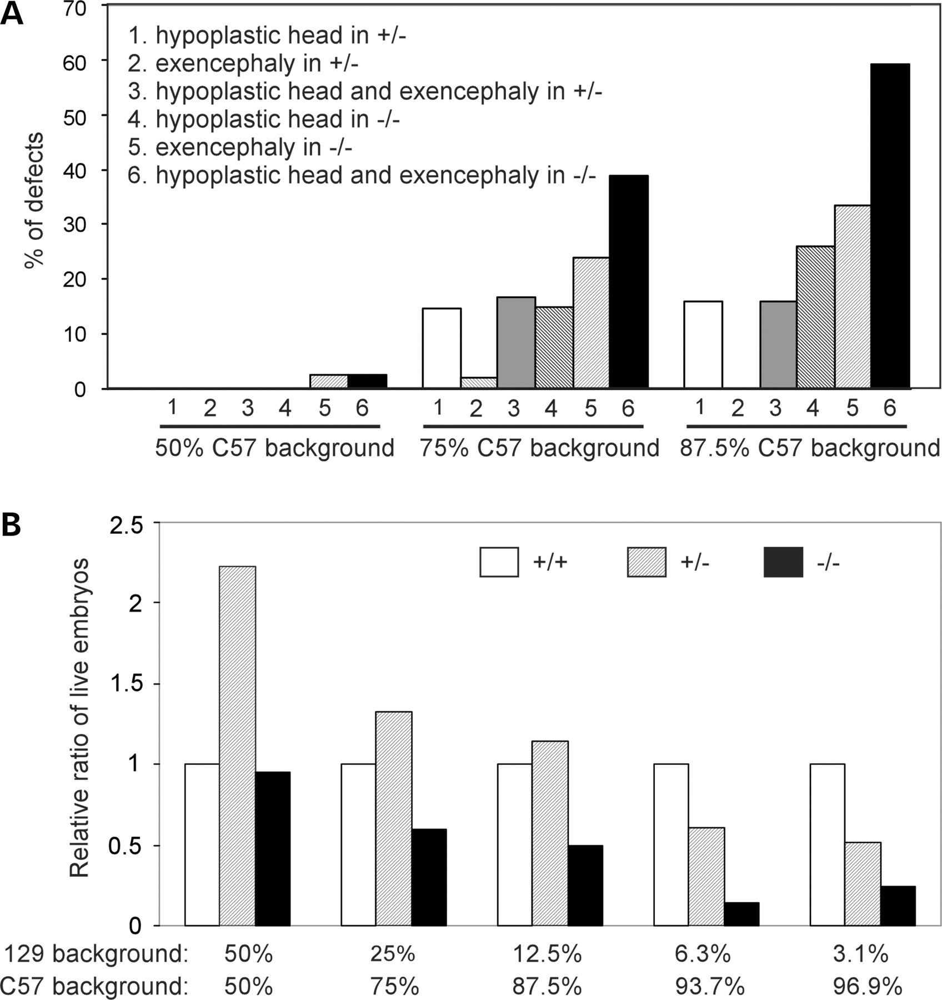 A
70
60
50
40
30
20
10
0
% of defects
1. hypoplastic head in +/-
2. exencephaly in +/-
3. hypoplastic head and exencephaly in +/-
4. hypoplastic head in -/-
5. exencephaly in -/-
6. hypoplastic head and exencephaly in -/-
1 2 3 4 5 6 1 2 3 4 5 6 1 2 3 4 5 6
50% C57 background 75% C57 background 87.5% C57 background
B
2.5
2
1.5
1
0.5
0
Relative ratio of live embryos
+/+ +/- -/-
129 background: 50% 25% 12.5% 6.3% 3.1%
C57 background: 50% 75% 87.5% 93.7% 96.9%